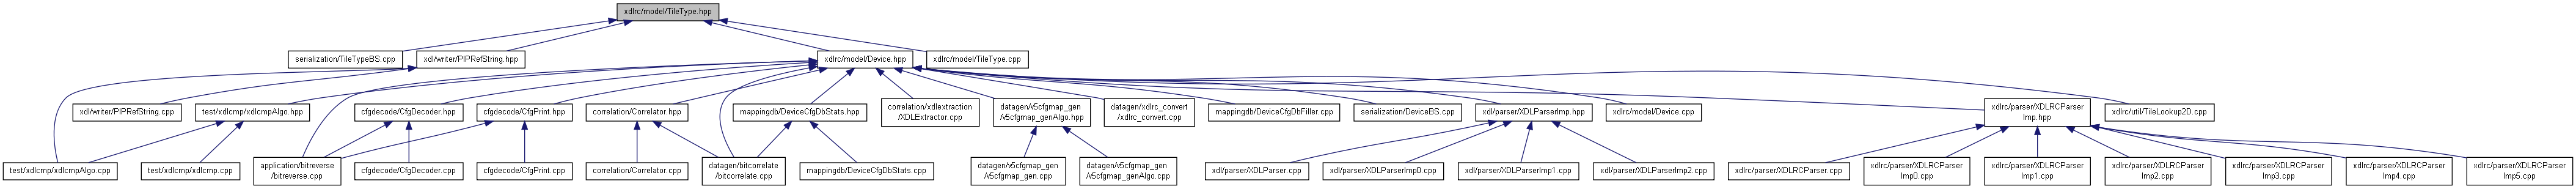 xdlrc/model/TileType.hpp
serialization/TileTypeBS.cpp
xdl/writer/PIPRefString.hpp
xdlrc/model/Device.hpp
xdlrc/model/TileType.cpp
xdl/writer/PIPRefString.cpp
test/xdlcmp/xdlcmpAlgo.hpp
cfgdecode/CfgDecoder.hpp
cfgdecode/CfgPrint.hpp
correlation/Correlator.hpp
mappingdb/DeviceCfgDbStats.hpp
correlation/xdlextraction
/XDLExtractor.cpp
datagen/v5cfgmap_gen
/v5cfgmap_genAlgo.hpp
datagen/xdlrc_convert
/xdlrc_convert.cpp
mappingdb/DeviceCfgDbFiller.cpp
serialization/DeviceBS.cpp
xdl/parser/XDLParserImp.hpp
xdlrc/model/Device.cpp
xdlrc/parser/XDLRCParser
Imp.hpp
xdl/util/TileLookup2D.cpp
test/xdlcmp/xdlcmpAlgo.cpp
test/xdlcmp/xdlcmp.cpp
application/bitreverse
/bitreverse.cpp
cfgdecode/CfgDecoder.cpp
cfgdecode/CfgPrint.cpp
correlation/Correlator.cpp
datagen/bitcorrelate
/bitcorrelate.cpp
mappingdb/DeviceCfgDbStats.cpp
datagen/v5cfgmap_gen
/v5cfgmap_gen.cpp
datagen/v5cfgmap_gen
/v5cfgmap_genAlgo.cpp
xdl/parser/XDLParser.cpp
xdl/parser/XDLParserImp0.cpp
xdl/parser/XDLParserImp1.cpp
xdl/parser/XDLParserImp2.cpp
xdlrc/parser/XDLRCParser.cpp
xdlrc/parser/XDLRCParser
Imp0.cpp
xdlrc/parser/XDLRCParser
Imp1.cpp
xdlrc/parser/XDLRCParser
Imp2.cpp
xdlrc/parser/XDLRCParser
Imp3.cpp
xdlrc/parser/XDLRCParser
Imp4.cpp
xdlrc/parser/XDLRCParser
Imp5.cpp